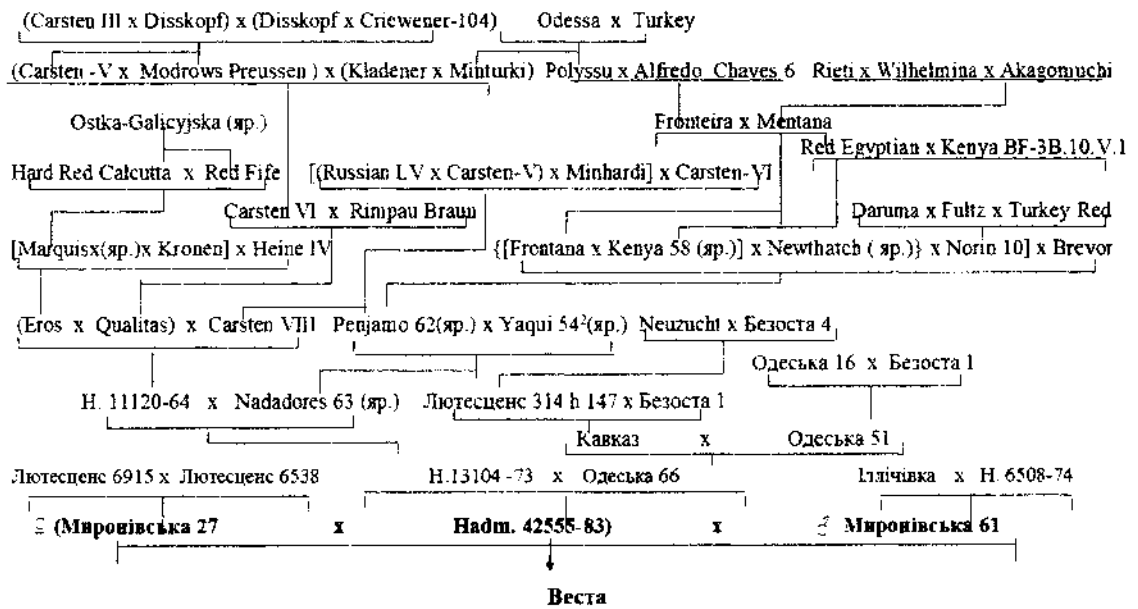 (Carsten III x Disskopf) x (Disskopf x Criewener-104) Odessa x Turkey
(Carsten -V x Modrows Preussen ) x (Kladener x Minturki) Polyssu x Alfredo Chaves 6 Rieti x Wilhelmina x Akagomuchi
Ostka-Galicyjska (яр.) Fronteira x Mentana
Red Egyptian x Kenya BF-3B.10.V.1
Hard Red Calcutta x Red Fife [(Russian LV x Carsten-V) x Minhardi] x Carsten-VI
Carsten VI x Rimpau Braun Daruma x Fultz x Turkey Red
[Marquisx(яр.)x Kronen] x Heine IV {[Frontana x Kenya 58 (яр.)] x Newthatch ( яр.)} x Norin 10] x Brevor
(Eros x Qualitas) x Carsten VIII Penjamo 62(яр.) x Yaqui 54²(яр.) Neuzucht x Безоста 4
Одеська 16 x Безоста 1
Н. 11120-64 x Nadadores 63 (яр.) Лютесценс 314 h 147 x Безоста 1
Кавказ x Одеська 51
Лютесценс 6915 x Лютесценс 6538 Н.13104 -73 x Одеська 66 Іллічівка x Н. 6508-74
♀ (Миронівська 27 x Hadm. 42555-83) x ♂ Миронівська 61
Веста